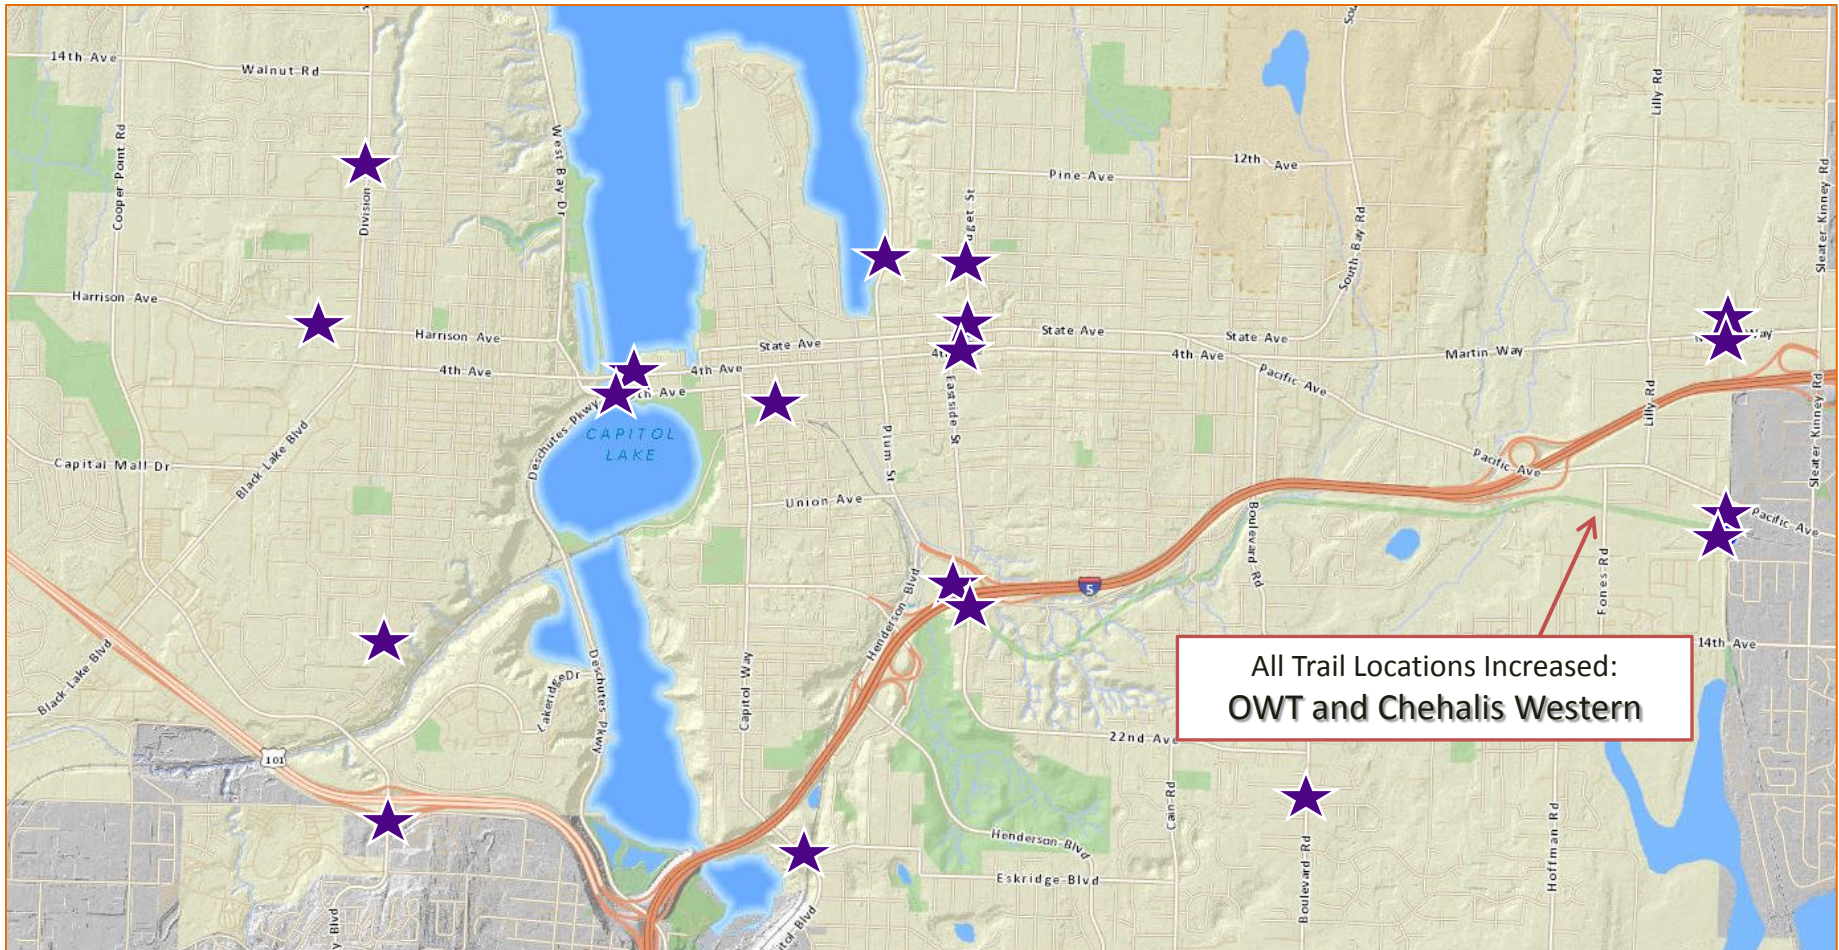 14th Ave
Walnut Rd
Cooper Point Rd
Division
West Bay Dr
Lilly Rd
12th Ave
Pine Ave
South Bay Rd
Sleater Kinney Rd
Harrison Ave
Harrison Ave
State Ave
State Ave
State Ave
4th Ave
4th Ave
4th Ave
Martin Way
Way
Pacific Ave
Eastside St
Plum St
Deschutes Pkwy
Ave
CAPITOL
LAKE
Capital Mall Dr
Black Lake Blvd
Union Ave
Lilly Rd
Sleater Kinney Rd
Pacific Ave
Pacific Ave
Boulevard Rd
Fones Rd
5
Henderson Blvd
14th Ave
All Trail Locations Increased:
OWT and Chehalis Western
Black Lake Blvd
Lakeridge Dr
Deschutes Pkwy
Capitol Way
101
22nd Ave
Cain Rd
Henderson Blvd
Eskridge Blvd
Boulevard Rd
Hoffman Rd
Blvd